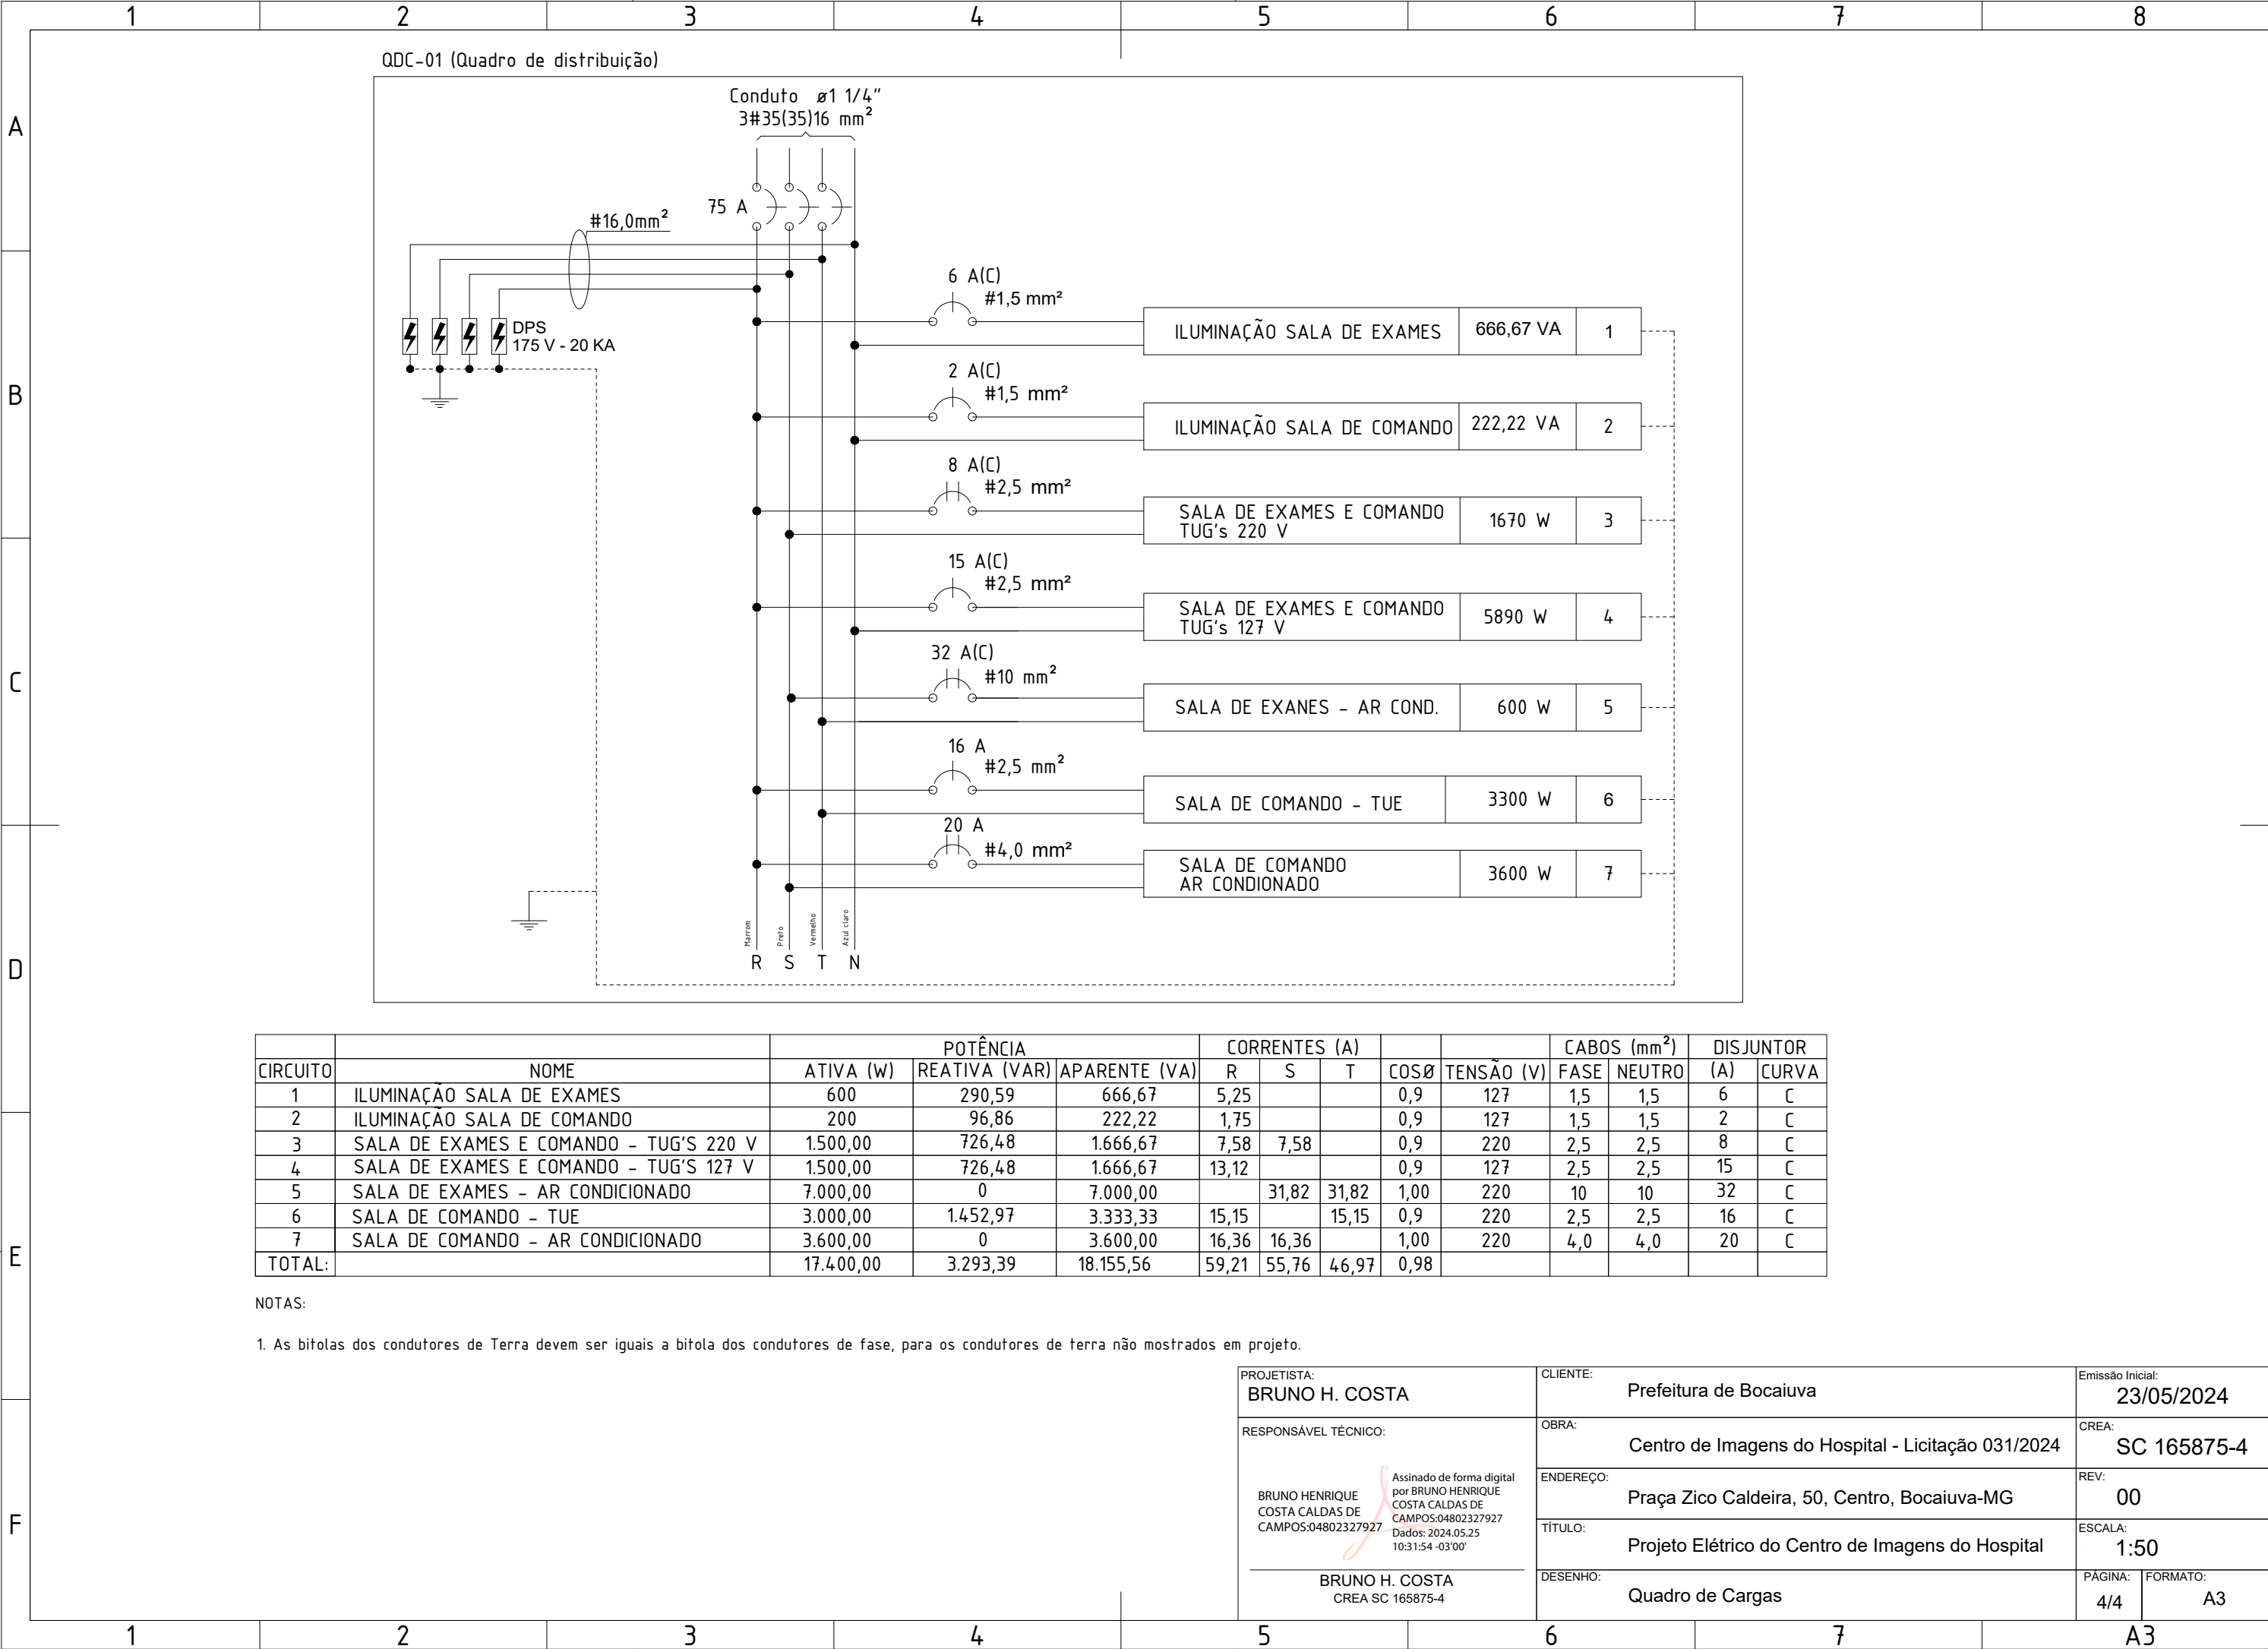 1 2 3 4 5 6 7 8
A
B
C
D
E
F
QDC-01 (Quadro de distribuição)
Conduto ø1 1/4"
3#35(35)16 mm²
75 A
#16,0mm²
DPS
175 V - 20 KA
6 A(C)
#1,5 mm²
ILUMINAÇÃO SALA DE EXAMES 666,67 VA 1
2 A(C)
#1,5 mm²
ILUMINAÇÃO SALA DE COMANDO 222,22 VA 2
8 A(C)
#2,5 mm²
SALA DE EXAMES E COMANDO
TUG's 220 V 1670 W 3
15 A(C)
#2,5 mm²
SALA DE EXAMES E COMANDO
TUG's 127 V 5890 W 4
32 A(C)
#10 mm²
SALA DE EXANES - AR COND. 600 W 5
16 A
#2,5 mm²
SALA DE COMANDO - TUE 3300 W 6
20 A
#4,0 mm²
SALA DE COMANDO
AR CONDIONADO 3600 W 7
Marrom Preto Vermelho Azul claro
R S T N
POTÊNCIA CORRENTES (A) CABOS (mm²) DISJUNTOR
CIRCUITO NOME ATIVA (W) REATIVA (VAR) APARENTE (VA) R S T COSØ TENSÃO (V) FASE NEUTRO (A) CURVA
1 ILUMINAÇÃO SALA DE EXAMES 600 290,59 666,67 5,25 0,9 127 1,5 1,5 6 C
2 ILUMINAÇÃO SALA DE COMANDO 200 96,86 222,22 1,75 0,9 127 1,5 1,5 2 C
3 SALA DE EXAMES E COMANDO - TUG'S 220 V 1.500,00 726,48 1.666,67 7,58 7,58 0,9 220 2,5 2,5 8 C
4 SALA DE EXAMES E COMANDO - TUG'S 127 V 1.500,00 726,48 1.666,67 13,12 0,9 127 2,5 2,5 15 C
5 SALA DE EXAMES - AR CONDICIONADO 7.000,00 0 7.000,00 31,82 31,82 1,00 220 10 10 32 C
6 SALA DE COMANDO - TUE 3.000,00 1.452,97 3.333,33 15,15 15,15 0,9 220 2,5 2,5 16 C
7 SALA DE COMANDO - AR CONDICIONADO 3.600,00 0 3.600,00 16,36 16,36 1,00 220 4,0 4,0 20 C
TOTAL: 17.400,00 3.293,39 18.155,56 59,21 55,76 46,97 0,98
NOTAS:
1. As bitolas dos condutores de Terra devem ser iguais a bitola dos condutores de fase, para os condutores de terra não mostrados em projeto.
PROJETISTA:
BRUNO H. COSTA
RESPONSÁVEL TÉCNICO:
BRUNO HENRIQUE
COSTA CALDAS DE
CAMPOS:04802327927
Assinado de forma digital
por BRUNO HENRIQUE
COSTA CALDAS DE
CAMPOS:04802327927
Dados: 2024.05.25
10:31:54 -03'00'
BRUNO H. COSTA
CREA SC 165875-4
CLIENTE:
Prefeitura de Bocaiuva
OBRA:
Centro de Imagens do Hospital - Licitação 031/2024
ENDEREÇO:
Praça Zico Caldeira, 50, Centro, Bocaiuva-MG
TÍTULO:
Projeto Elétrico do Centro de Imagens do Hospital
DESENHO:
Quadro de Cargas
Emissão Inicial:
23/05/2024
CREA:
SC 165875-4
REV:
00
ESCALA:
1:50
PÁGINA:
4/4
FORMATO:
A3
1 2 3 4 5 6 7 A3